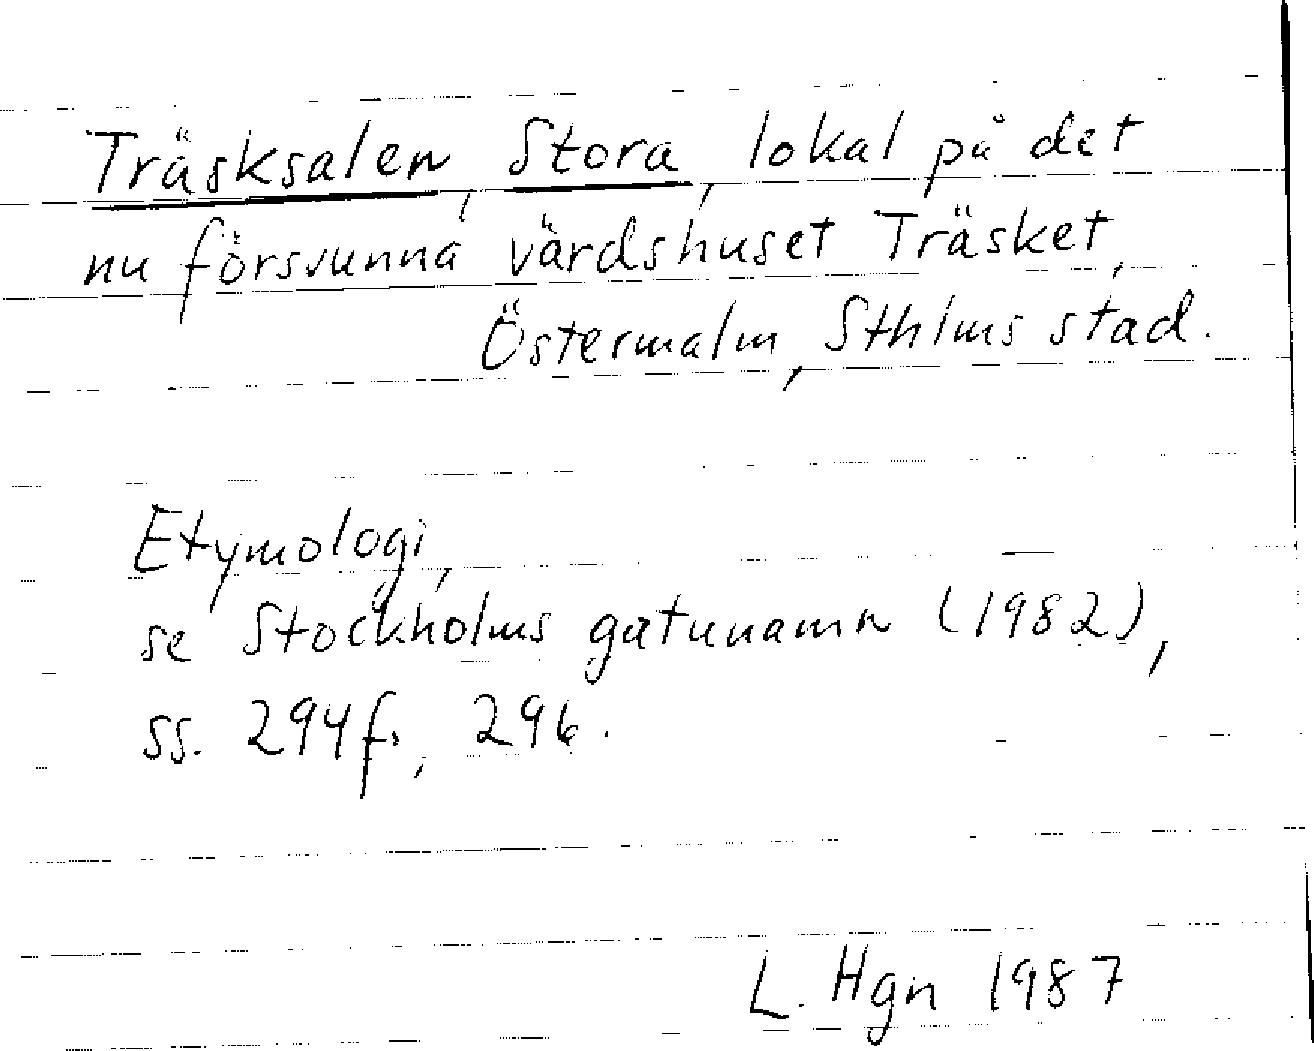 Träsksalen, Stora, lokal på det
nu försvunna värdshuset Träsket,
Östermalm, Sthlms stad.
Etymologi,
se Stockholms gatunamn (1982),
ss. 294f., 296.
L. Hgn 1987